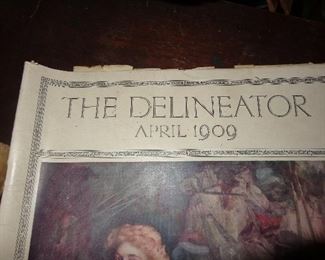 THE DELINEATOR
APRIL 1909